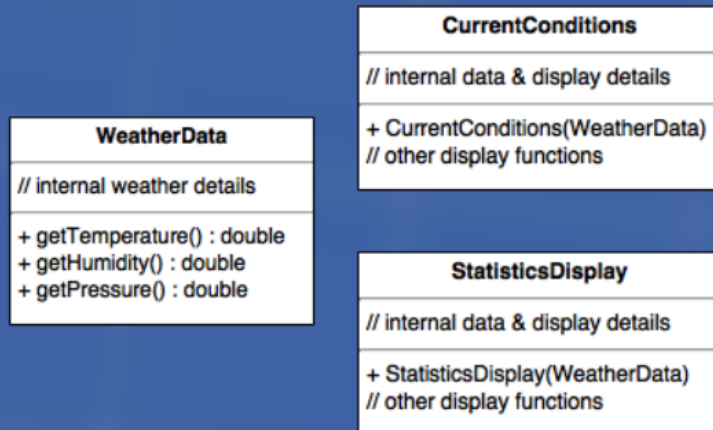 WeatherData
// internal weather details
+ getTemperature() : double
+ getHumidity() : double
+ getPressure() : double
CurrentConditions
// internal data & display details
+ CurrentConditions(WeatherData)
// other display functions
StatisticsDisplay
// internal data & display details
+ StatisticsDisplay(WeatherData)
// other display functions